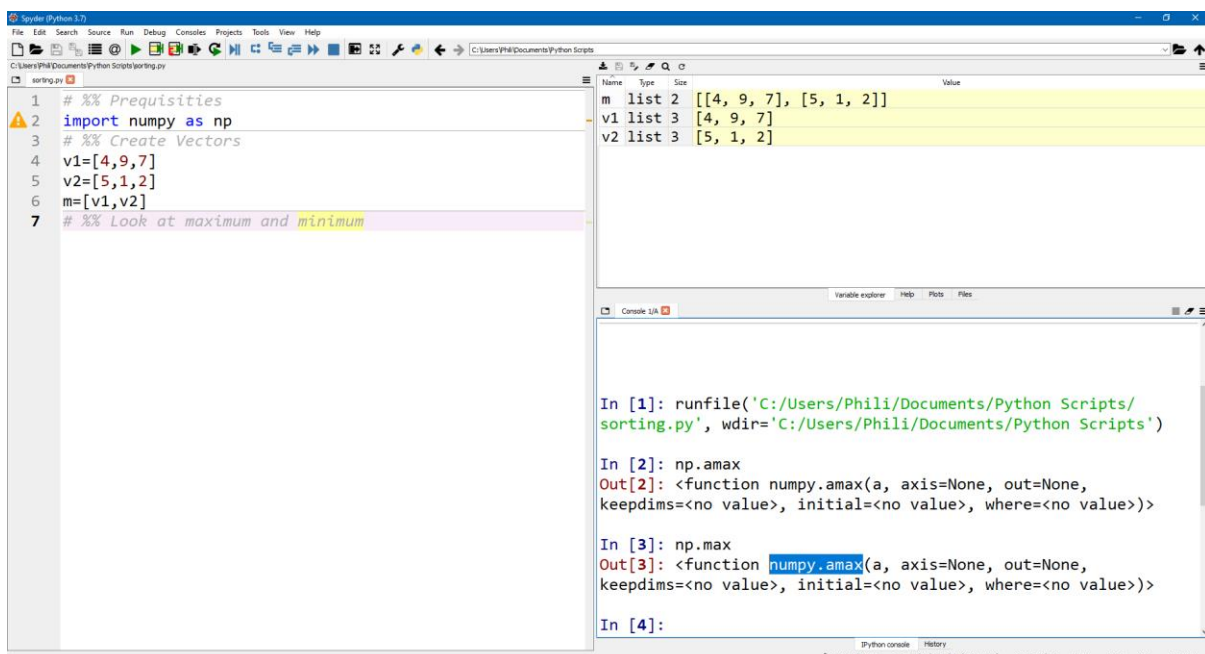 Spyder (Python 3.7)
File Edit Search Source Run Debug Consoles Projects Tools View Help
C:\Users\Phili\Documents\Python Scripts
C:\Users\Phili\Documents\Python Scripts\sorting.py
sorting.py
1 # %% Prequisities
2 import numpy as np
3 # %% Create Vectors
4 v1=[4,9,7]
5 v2=[5,1,2]
6 m=[v1,v2]
7 # %% Look at maximum and minimum
Name Type Size Value
m list 2 [[4, 9, 7], [5, 1, 2]]
v1 list 3 [4, 9, 7]
v2 list 3 [5, 1, 2]
Variable explorer Help Plots Files
Console 1/A
In [1]: runfile('C:/Users/Phili/Documents/Python Scripts/
sorting.py', wdir='C:/Users/Phili/Documents/Python Scripts')
In [2]: np.amax
Out[2]: <function numpy.amax(a, axis=None, out=None,
keepdims=<no value>, initial=<no value>, where=<no value>)>
In [3]: np.max
Out[3]: <function numpy.amax(a, axis=None, out=None,
keepdims=<no value>, initial=<no value>, where=<no value>)>
In [4]:
IPython console History